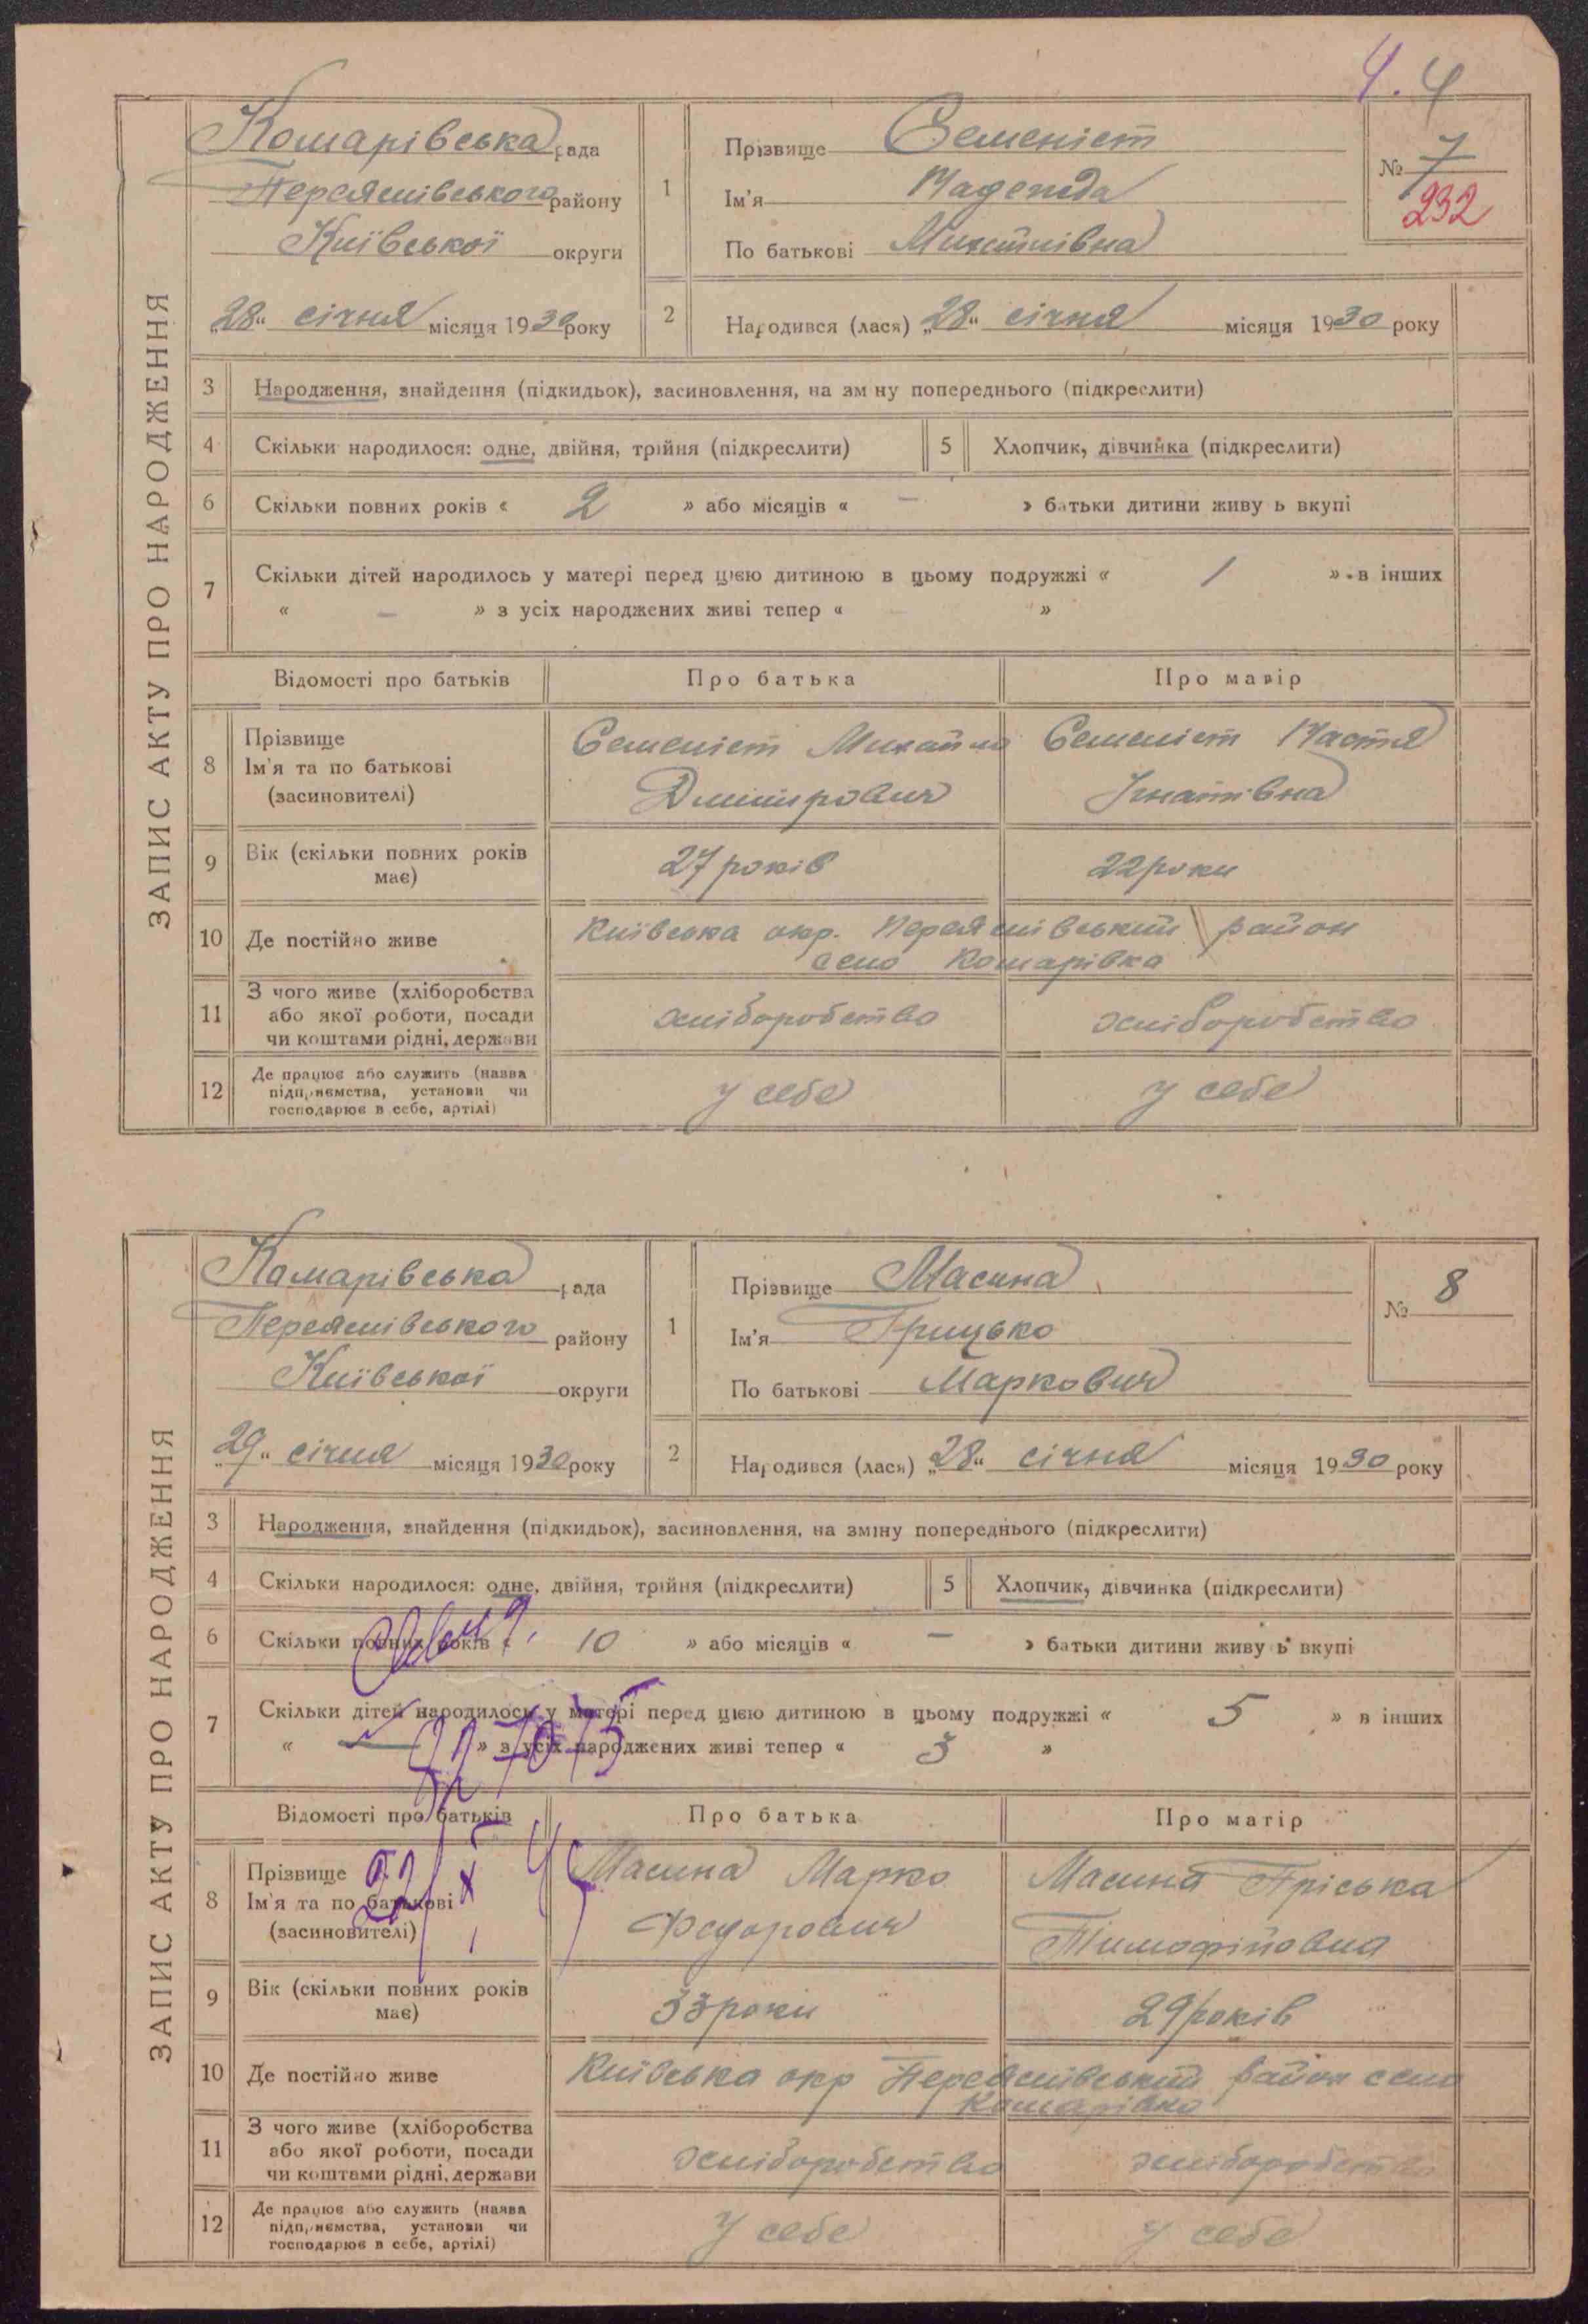 4. 4
ЗАПИС АКТУ ПРО НАРОДЖЕННЯ
Комарівська рада
Переяслівського району
Київської округи
„28“ січня місяця 1930 року
1
Прізвище Семеніст
Ім'я Надежда
По батькові Михайлівна
№ 7
232
2
Народився (лася) „28“ січня місяця 1930 року
3 Народження, знайдення (підкидьок), засиновлення, на зм ну попереднього (підкреслити)
4 Скільки народилося: одне, двійня, трійня (підкреслити) 5 Хлопчик, дівчинка (підкреслити)
6 Скільки повних років « 2 » або місяців « – » батьки дитини живу ь вкупі
7 Скільки дітей народилось у матері перед цією дитиною в цьому подружжі « 1 » в інших
« – » з усіх народжених живі тепер « »
Відомості про батьків Про батька Про матір
8 Прізвище Ім'я та по батькові (засиновителі)
Семеніст Михайло Дмитрович
Семеніст Настя Ігнатівна
9 Вік (скільки повних років має) 27 років 22 роки
10 Де постійно живе Київська окр. Переяслівський район
село Комарівка
11 З чого живе (хліборобства або якої роботи, посади чи коштами рідні, держави хліборобство хліборобство
12 Де працює або служить (назва підприємства, установи чи господарює в себе, артілі) у себе у себе
ЗАПИС АКТУ ПРО НАРОДЖЕННЯ
Комарівська рада
Переяслівського району
Київської округи
„29“ січня місяця 1930 року
1
Прізвище Масина
Ім'я Грицько
По батькові Маркович
№ 8
2
Народився (лася) „28“ січня місяця 1930 року
3 Народження, знайдення (підкидьок), засиновлення, на зміну попереднього (підкреслити)
4 Скільки народилося: одне, двійня, трійня (підкреслити) 5 Хлопчик, дівчинка (підкреслити)
6 Скільки повних років « 10 » або місяців « – » батьки дитини живу ь вкупі
7 Скільки дітей народилось у матері перед цією дитиною в цьому подружжі « 5 » в інших
« – » з усіх народжених живі тепер « 3 »
Відомості про батьків Про батька Про матір
8 Прізвище Ім'я та по батькові (засиновителі)
Масина Марко Федорович
Масина Пріська Тимофійовна
9 Вік (скільки повних років має) 33 роки 29 років
10 Де постійно живе Київська окр Переяслівський район село
Комарівка
11 З чого живе (хліборобства або якої роботи, посади чи коштами рідні, держави хліборобство хліборобство
12 Де працює або служить (назва підприємства, установи чи господарює в себе, артілі) у себе у себе